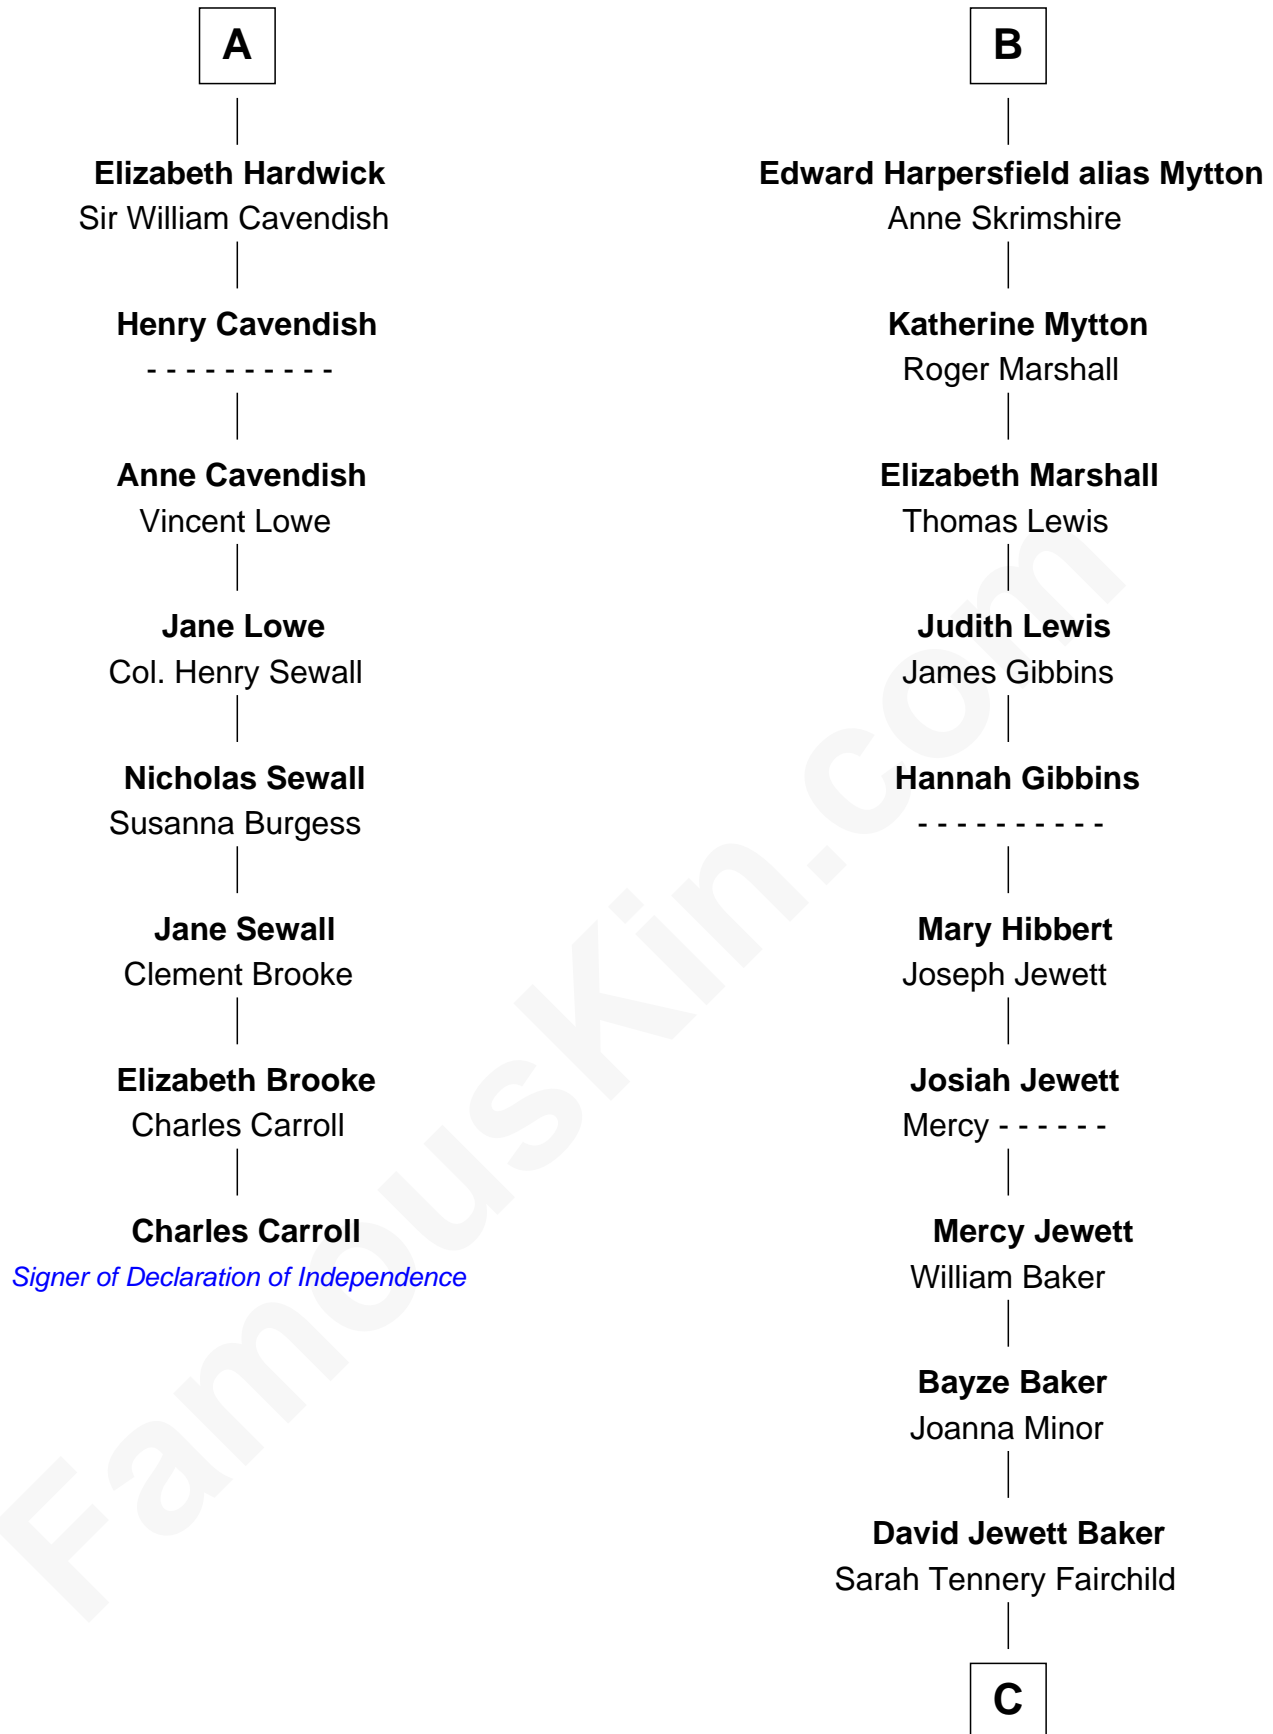 A
Elizabeth Hardwick
Sir William Cavendish
Henry Cavendish
- - - - - - - - - -
Anne Cavendish
Vincent Lowe
Jane Lowe
Col. Henry Sewall
Nicholas Sewall
Susanna Burgess
Jane Sewall
Clement Brooke
Elizabeth Brooke
Charles Carroll
Charles Carroll
Signer of Declaration of Independence
B
Edward Harpersfield alias Mytton
Anne Skrimshire
Katherine Mytton
Roger Marshall
Elizabeth Marshall
Thomas Lewis
Judith Lewis
James Gibbins
Hannah Gibbins
- - - - - - - - - -
Mary Hibbert
Joseph Jewett
Josiah Jewett
Mercy - - - - - -
Mercy Jewett
William Baker
Bayze Baker
Joanna Minor
David Jewett Baker
Sarah Tennery Fairchild
C
FamousKin.com